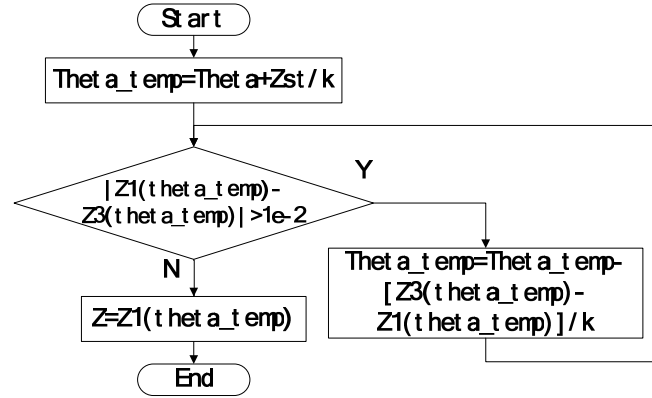 Start
Theta_temp=Theta+Zst/k
|Z1(theta_temp)-
Z3(theta_temp)|>1e-2
Y
N
Theta_temp=Theta_temp-
[Z3(theta_temp)-
Z1(theta_temp)]/k
Z=Z1(theta_temp)
End